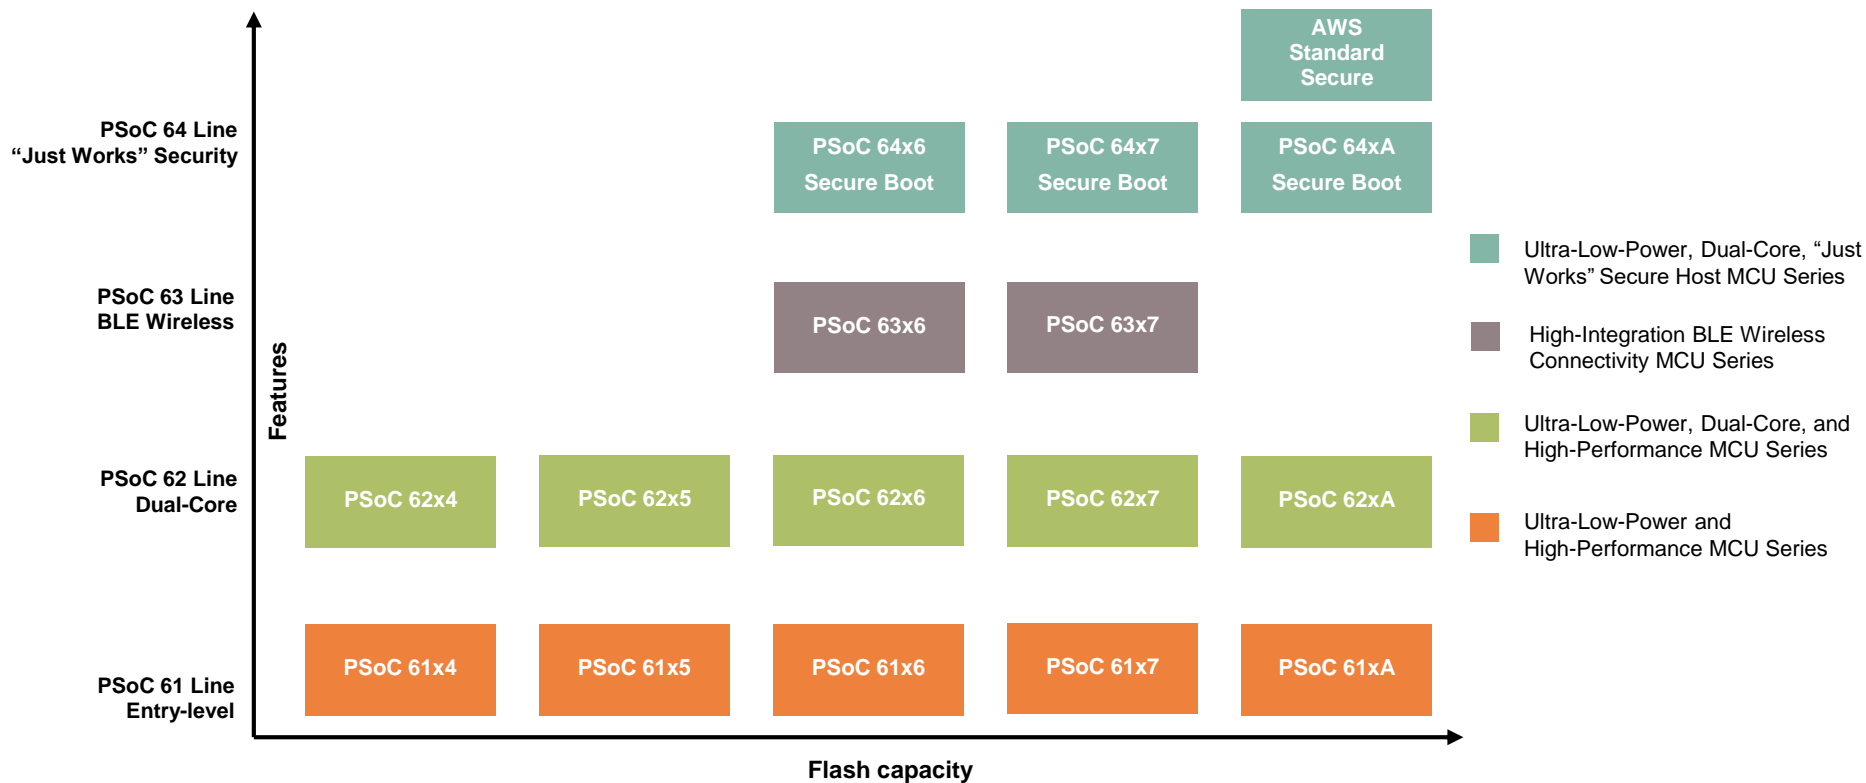 AWS
Standard
Secure
PSoC 64 Line
“Just Works” Security
PSoC 64x6
Secure Boot
PSoC 64x7
Secure Boot
PSoC 64xA
Secure Boot
PSoC 63 Line
BLE Wireless
PSoC 63x6
PSoC 63x7
Features
PSoC 62 Line
Dual-Core
PSoC 62x4
PSoC 62x5
PSoC 62x6
PSoC 62x7
PSoC 62xA
PSoC 61 Line
Entry-level
PSoC 61x4
PSoC 61x5
PSoC 61x6
PSoC 61x7
PSoC 61xA
Flash capacity
Ultra-Low-Power, Dual-Core, “Just
Works” Secure Host MCU Series
High-Integration BLE Wireless
Connectivity MCU Series
Ultra-Low-Power, Dual-Core, and
High-Performance MCU Series
Ultra-Low-Power and
High-Performance MCU Series